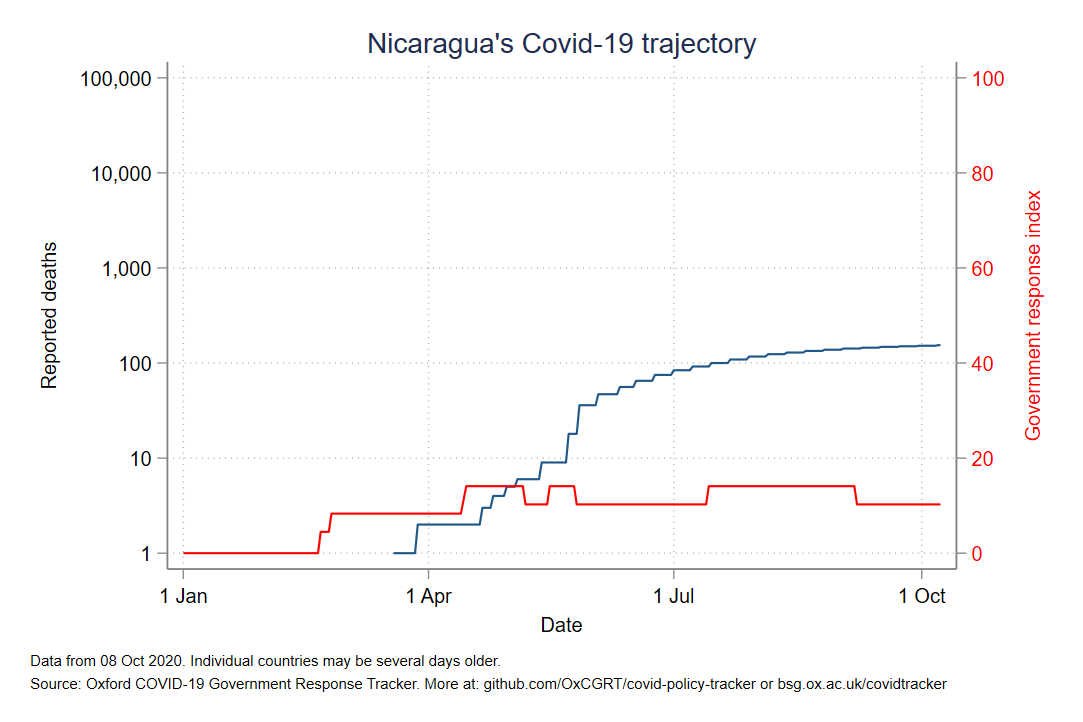 Nicaragua's Covid-19 trajectory
100,000
10,000
1,000
100
10
1
Reported deaths
100
80
60
40
20
0
Government response index
1 Jan
1 Apr
1 Jul
1 Oct
Date
Data from 08 Oct 2020. Individual countries may be several days older.
Source: Oxford COVID-19 Government Response Tracker. More at: github.com/OxCGRT/covid-policy-tracker or bsg.ox.ac.uk/covidtracker